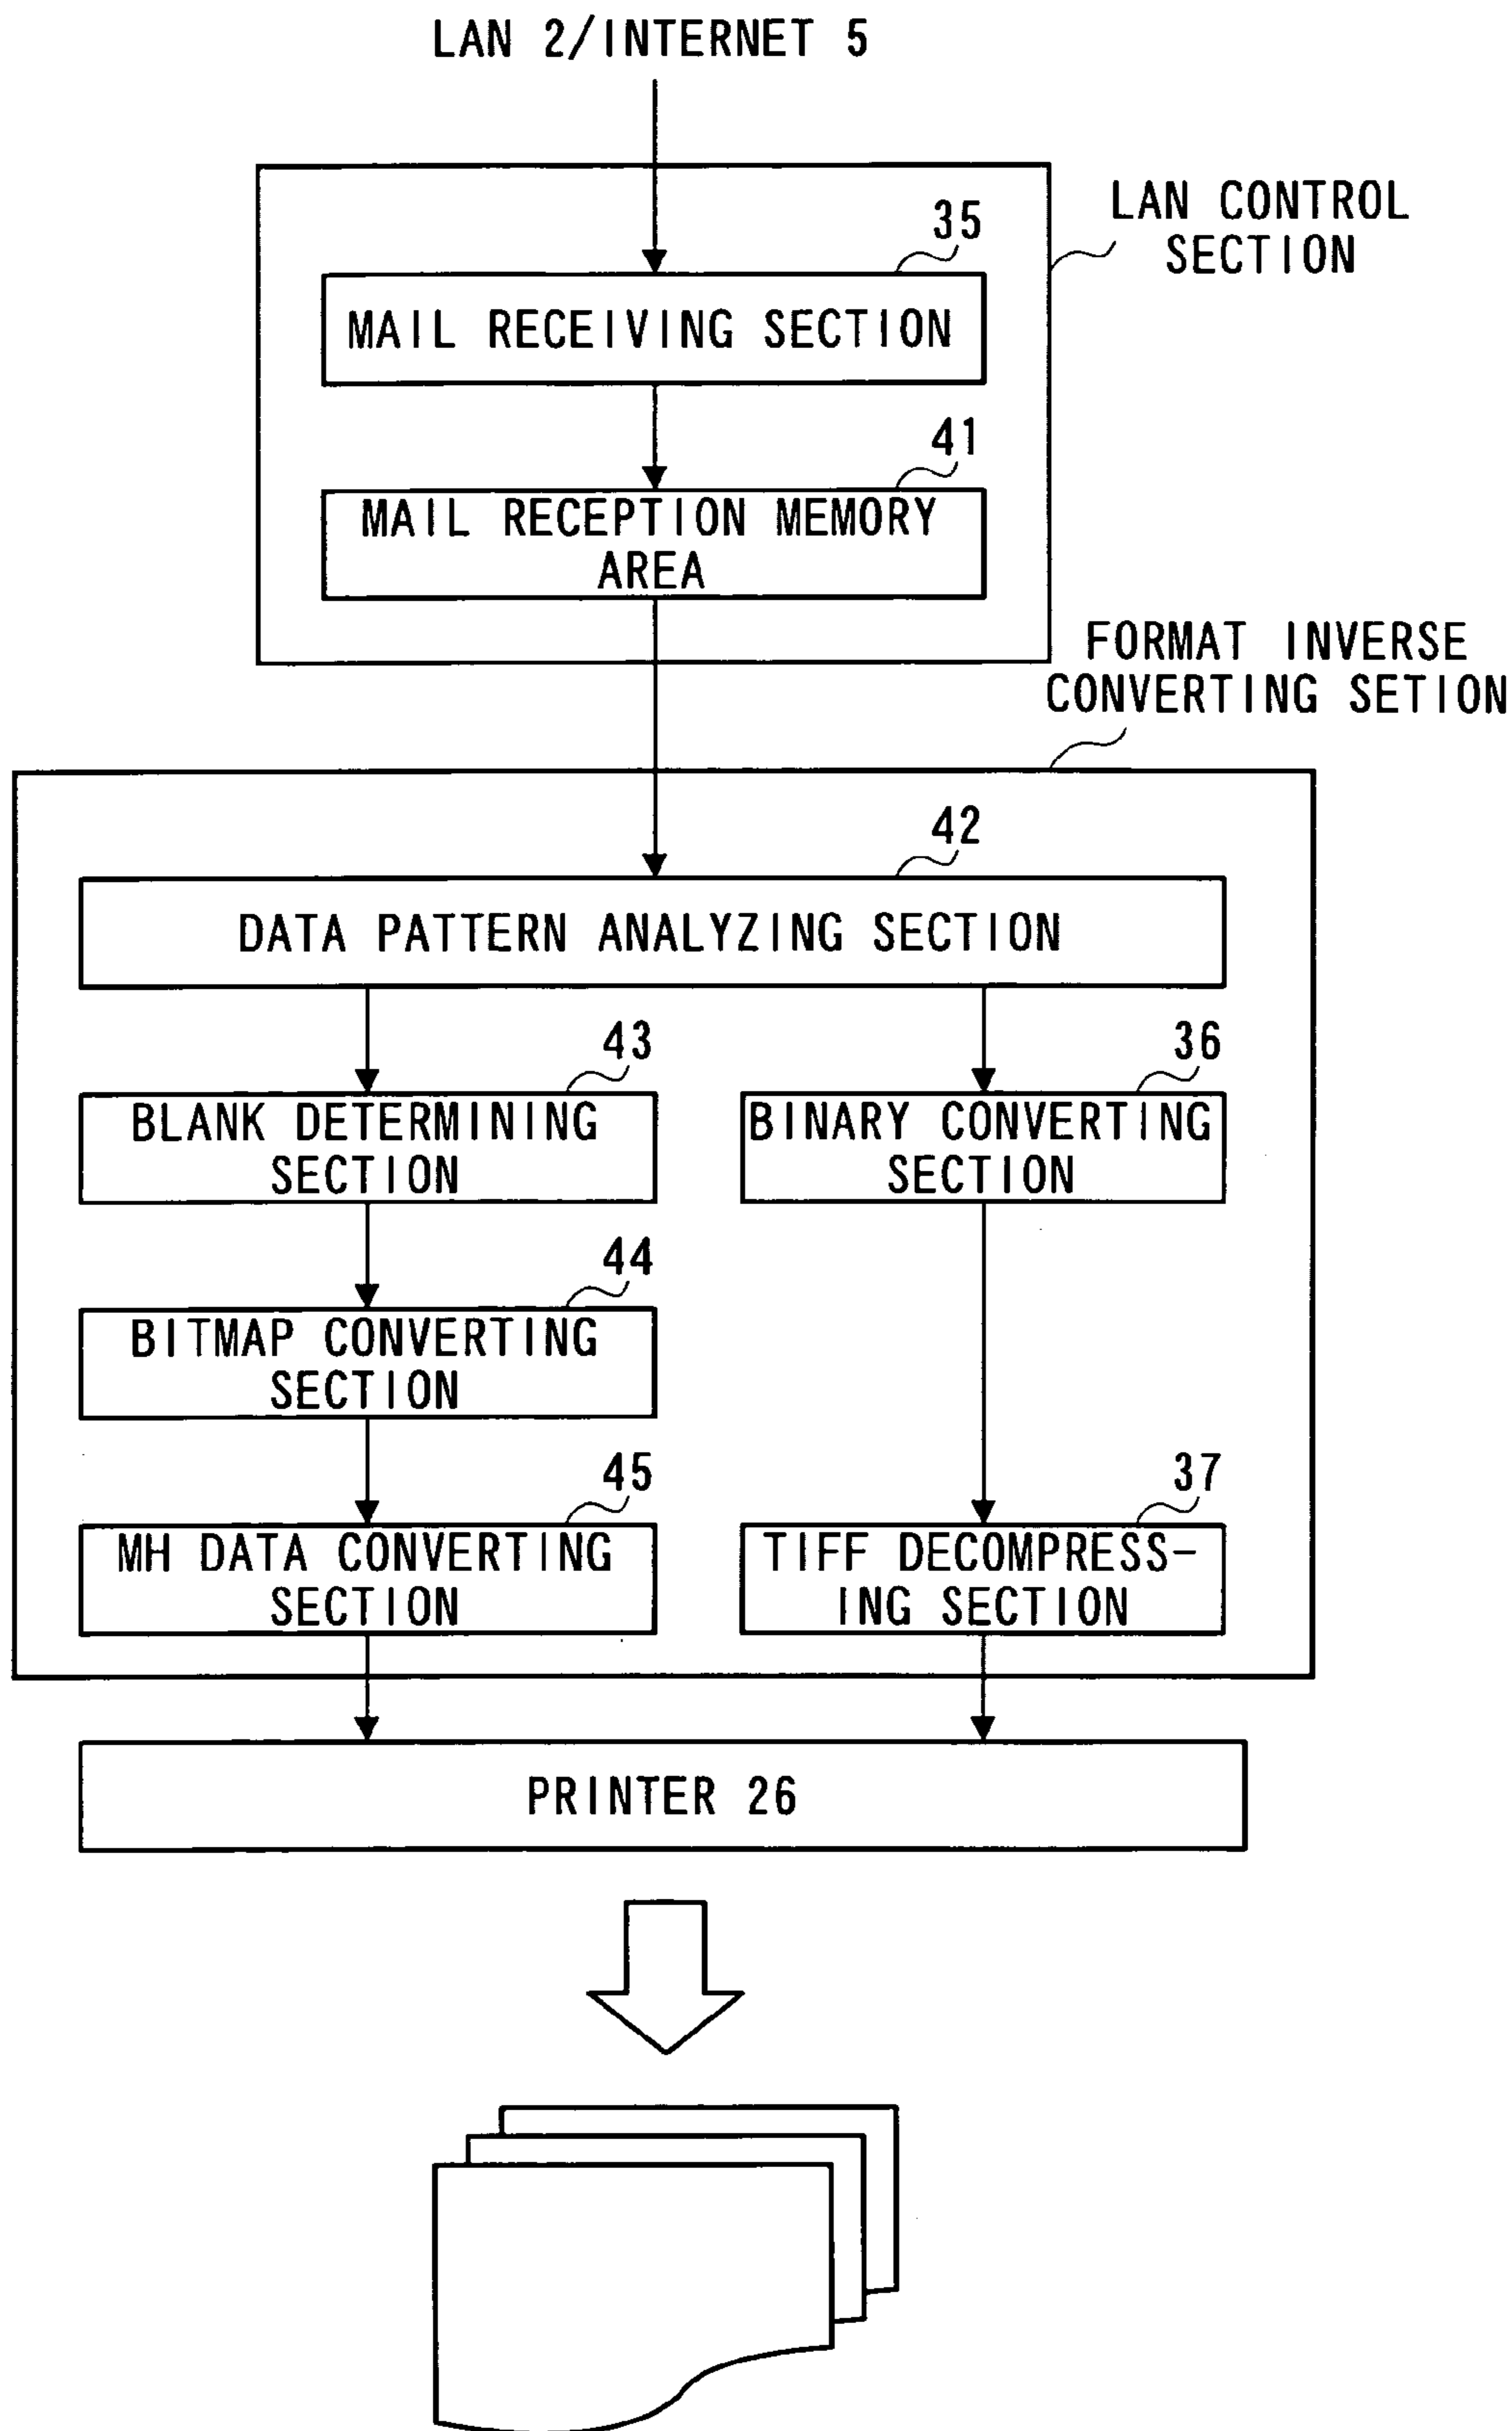 LAN 2/INTERNET 5
LAN CONTROL
SECTION
35
MAIL RECEIVING SECTION
41
MAIL RECEPTION MEMORY
AREA
FORMAT INVERSE
CONVERTING SETION
42
DATA PATTERN ANALYZING SECTION
43
BLANK DETERMINING
SECTION
36
BINARY CONVERTING
SECTION
44
BITMAP CONVERTING
SECTION
45
MH DATA CONVERTING
SECTION
37
TIFF DECOMPRESS-
ING SECTION
PRINTER 26